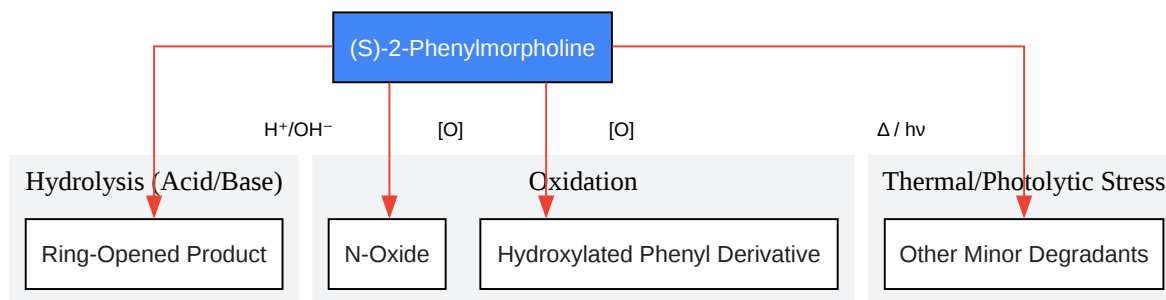 (S)-2-Phenylmorpholine
H⁺/OH⁻
[O]
[O]
Δ / hν
Hydrolysis (Acid/Base)
Oxidation
Thermal/Photolytic Stress
Ring-Opened Product
N-Oxide
Hydroxylated Phenyl Derivative
Other Minor Degradants